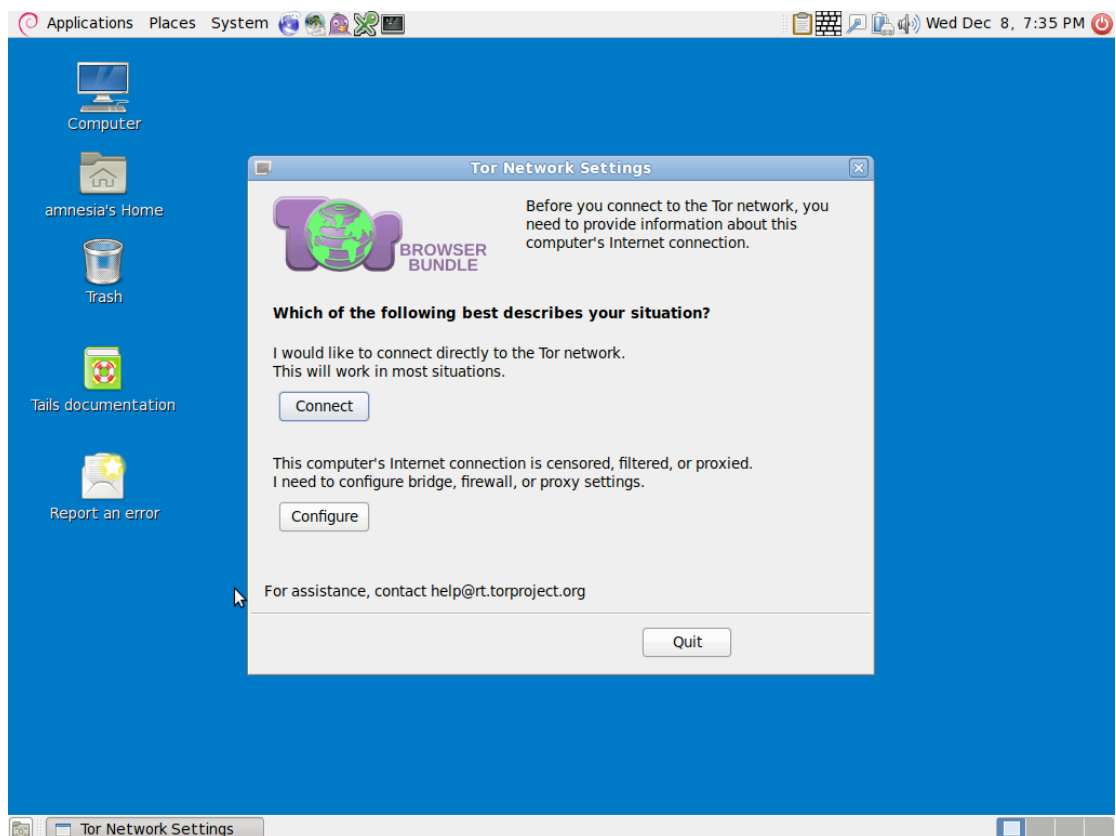 Applications Places System
Wed Dec 8, 7:35 PM
Computer
amnesia's Home
Trash
Tails documentation
Report an error
Tor Network Settings
Tor
BROWSER
BUNDLE
Before you connect to the Tor network, you
need to provide information about this
computer's Internet connection.
Which of the following best describes your situation?
I would like to connect directly to the Tor network.
This will work in most situations.
Connect
This computer's Internet connection is censored, filtered, or proxied.
I need to configure bridge, firewall, or proxy settings.
Configure
For assistance, contact help@rt.torproject.org
Quit
Tor Network Settings